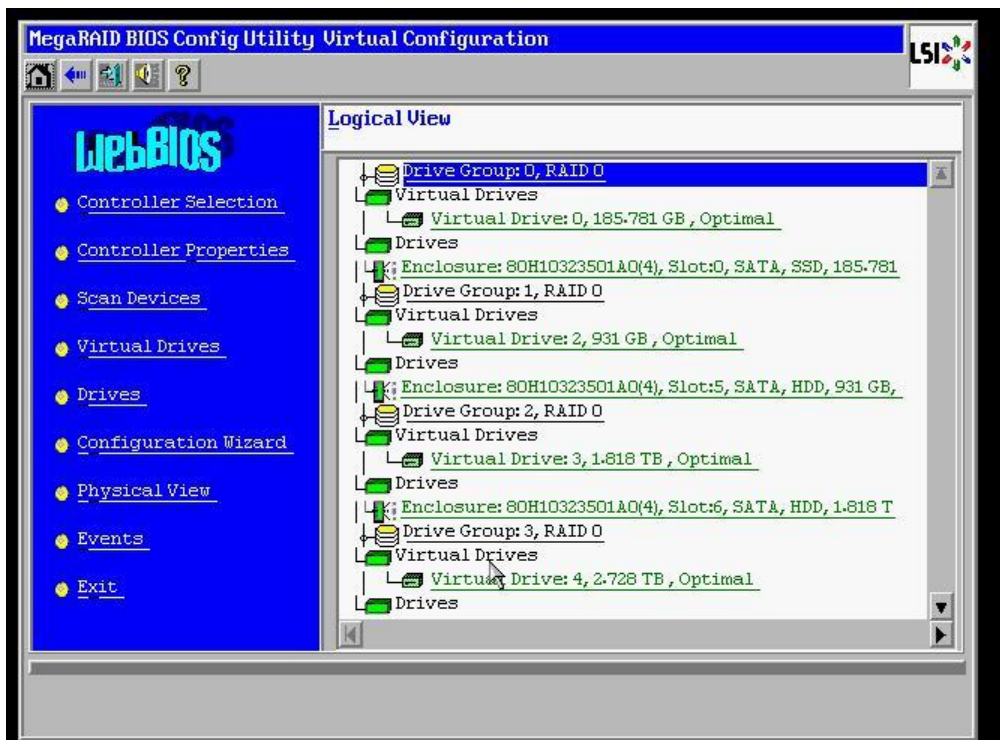 MegaRAID BIOS Config Utility Virtual Configuration
LSI
WebBIOS
Controller Selection
Controller Properties
Scan Devices
Virtual Drives
Drives
Configuration Wizard
Physical View
Events
Exit
Logical View
Drive Group: 0, RAID 0
Virtual Drives
Virtual Drive: 0, 185.781 GB, Optimal
Drives
Enclosure: 80H10323501A0(4), Slot:0, SATA, SSD, 185.781
Drive Group: 1, RAID 0
Virtual Drives
Virtual Drive: 2, 931 GB, Optimal
Drives
Enclosure: 80H10323501A0(4), Slot:5, SATA, HDD, 931 GB,
Drive Group: 2, RAID 0
Virtual Drives
Virtual Drive: 3, 1.818 TB, Optimal
Drives
Enclosure: 80H10323501A0(4), Slot:6, SATA, HDD, 1.818 T
Drive Group: 3, RAID 0
Virtual Drives
Virtual Drive: 4, 2.728 TB, Optimal
Drives